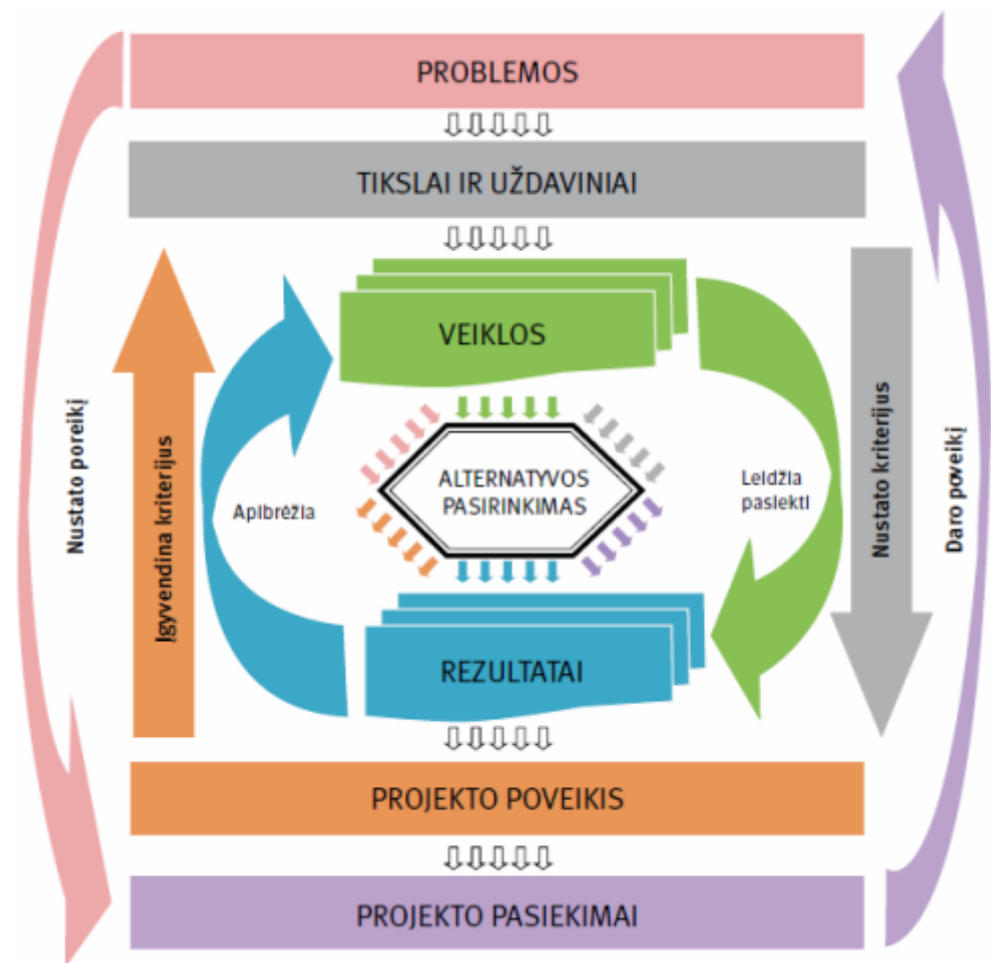 PROBLEMOS
TIKSLAI IR UŽDAVINIAI
VEIKLOS
Nustato poreikį
Įgyvendina kriterijus
Apibrėžia
ALTERNATYVOS
PASIRINKIMAS
Leidžia
pasiekti
Nustato kriterijus
Daro poveikį
REZULTATAI
PROJEKTO POVEIKIS
PROJEKTO PASIEKIMAI